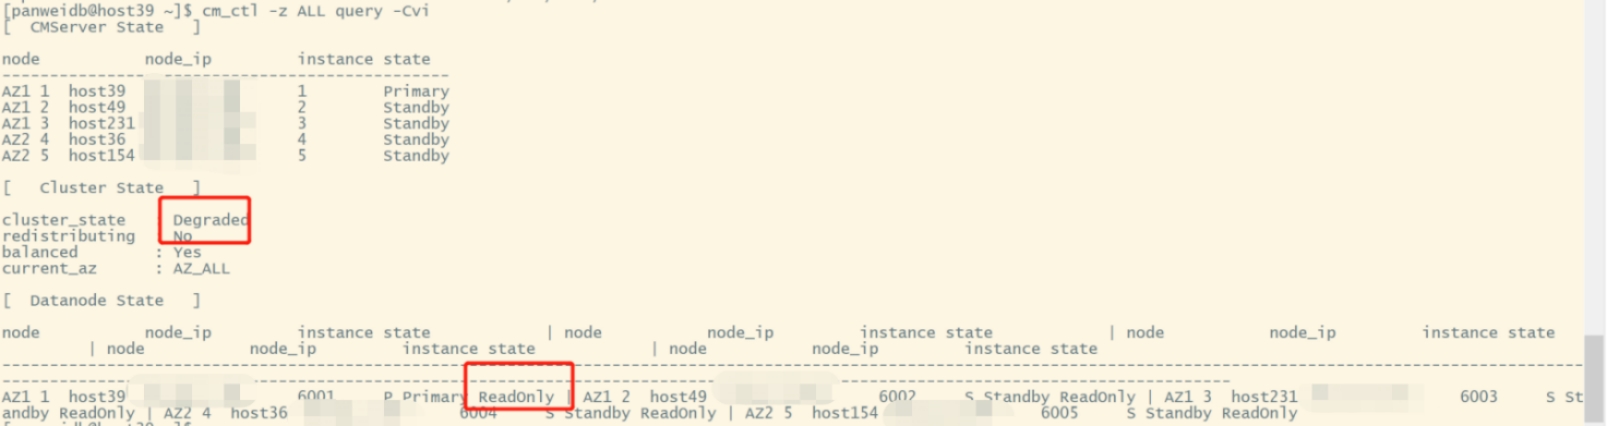 [panweidb@host39 ~]$ cm_ctl -z ALL query -Cvi
[  CMServer State   ]
node           node_ip         instance state
-----------------------------------------------
AZ1 1  host39                  1        Primary
AZ1 2  host49                  2        Standby
AZ1 3  host231                 3        Standby
AZ2 4  host36                  4        Standby
AZ2 5  host154                 5        Standby
[   Cluster State   ]
cluster_state   : Degraded
redistributing  : No
balanced        : Yes
current_az      : AZ_ALL
[  Datanode State   ]
node           node_ip         instance state            | node           node_ip         instance state            | node           node_ip         instance state
| node           node_ip         instance state            | node           node_ip         instance state
AZ1 1  host39                  6001        P Primary ReadOnly | AZ1 2  host49                  6002     S Standby ReadOnly | AZ1 3  host231                 6003     S St
andby ReadOnly | AZ2 4  host36                  6004     S Standby ReadOnly | AZ2 5  host154                 6005     S Standby ReadOnly